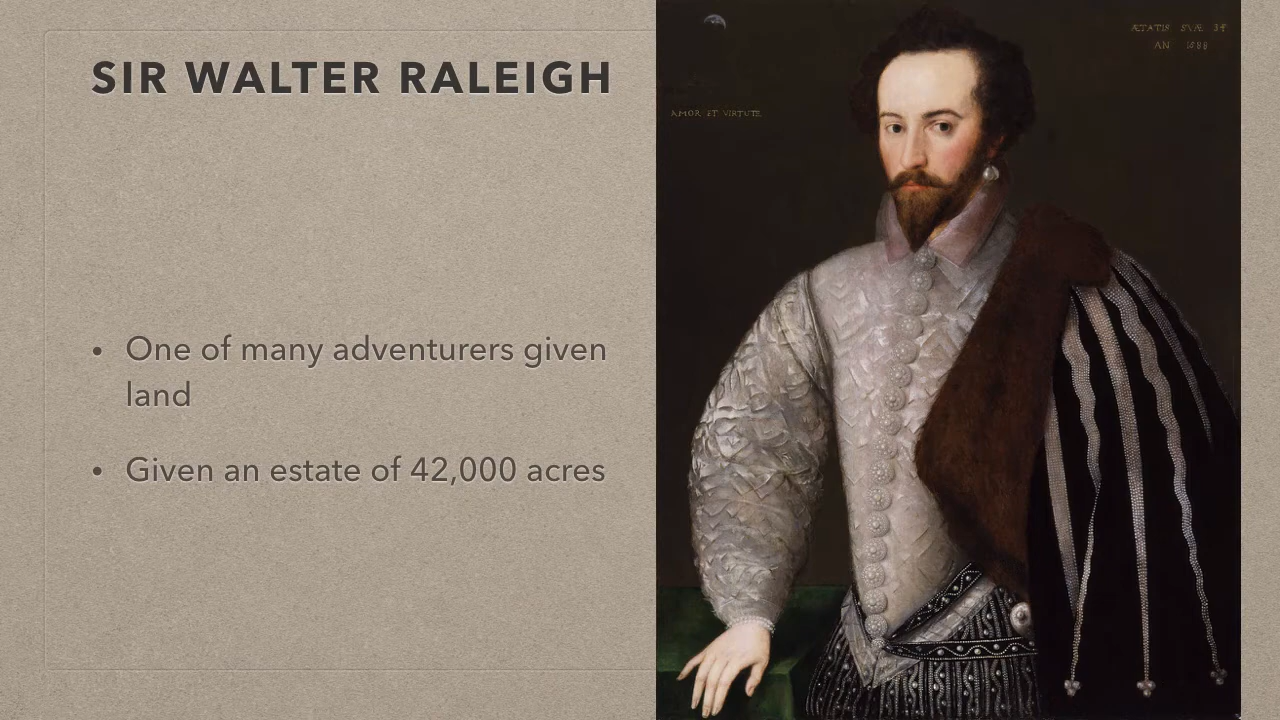 SIR WALTER RALEIGH
ÆTATIS SVÆ 34
AN 1588
AMOR ET VIRTVTE
• One of many adventurers given
land
• Given an estate of 42,000 acres